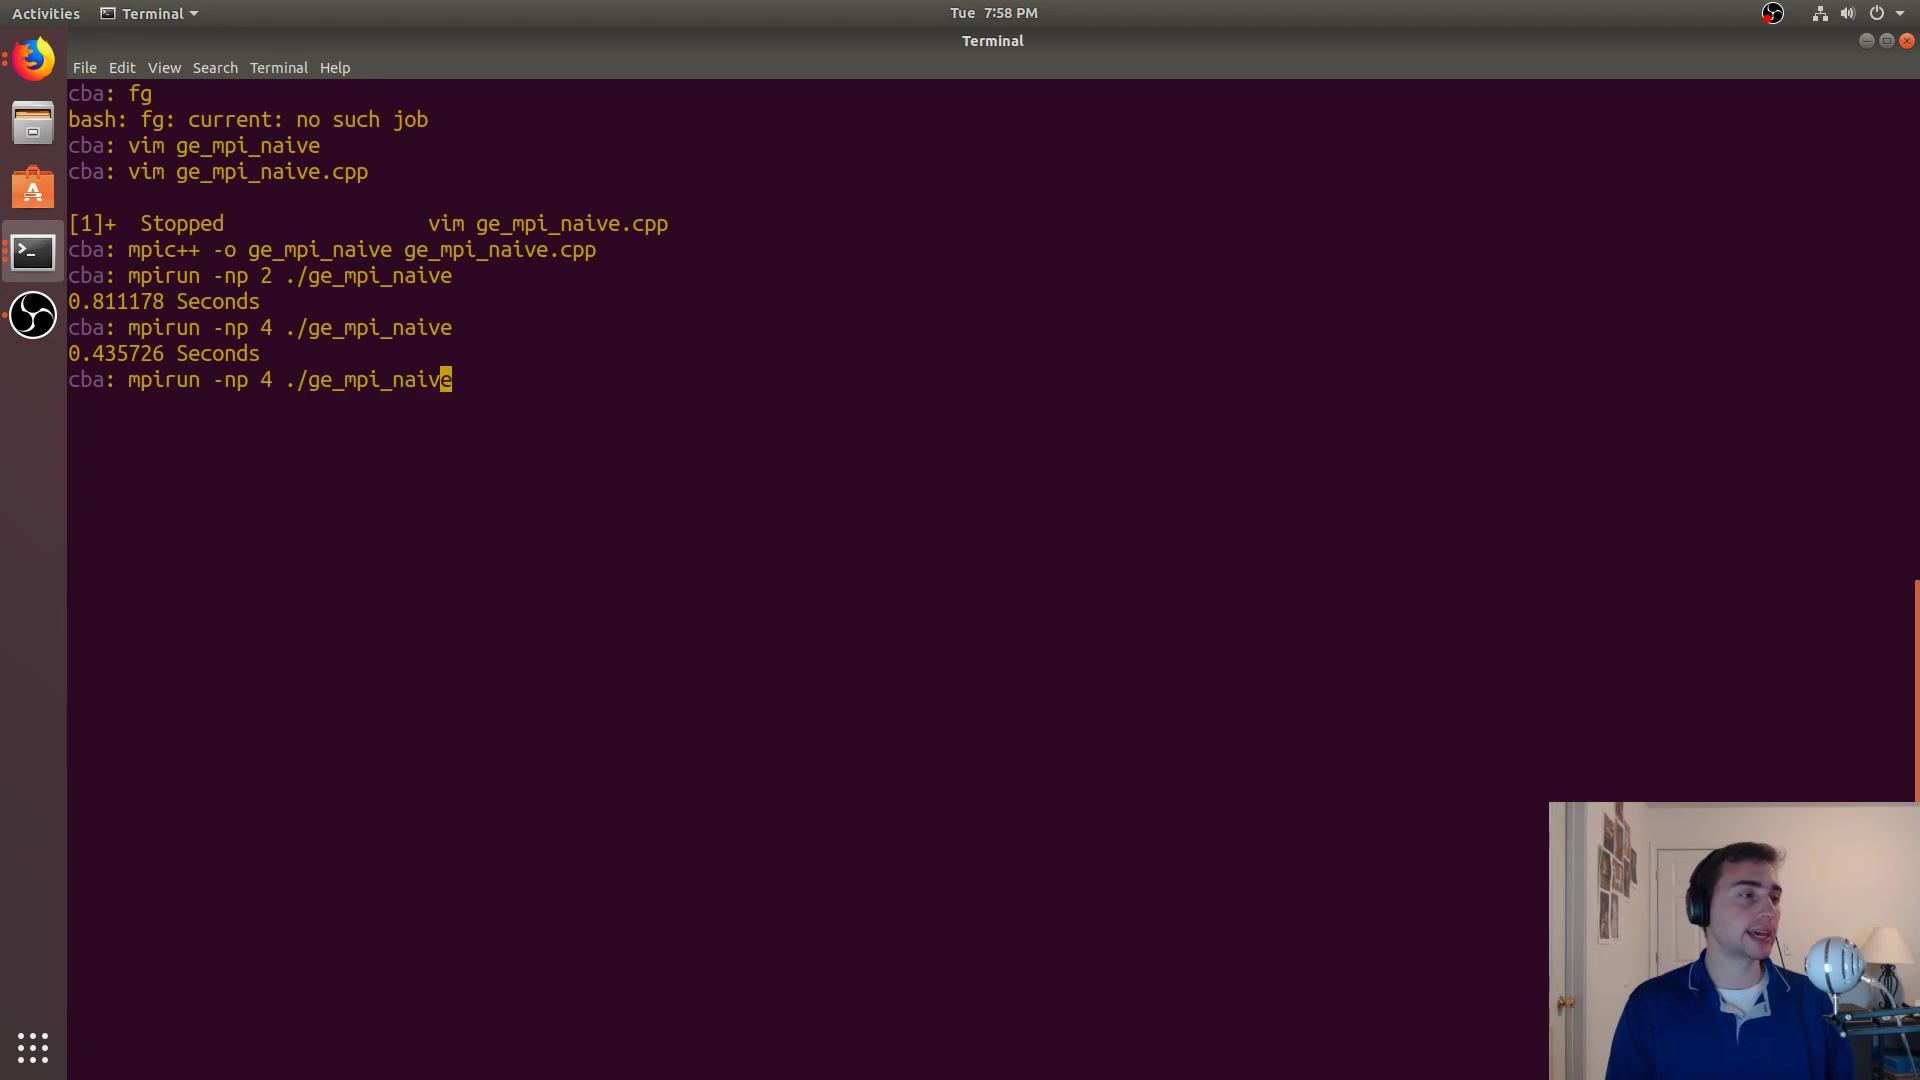 Activities Terminal Tue 7:58 PM
Terminal
File Edit View Search Terminal Help
cba: fg
bash: fg: current: no such job
cba: vim ge_mpi_naive
cba: vim ge_mpi_naive.cpp
[1]+ Stopped vim ge_mpi_naive.cpp
cba: mpic++ -o ge_mpi_naive ge_mpi_naive.cpp
cba: mpirun -np 2 ./ge_mpi_naive
0.811178 Seconds
cba: mpirun -np 4 ./ge_mpi_naive
0.435726 Seconds
cba: mpirun -np 4 ./ge_mpi_naive